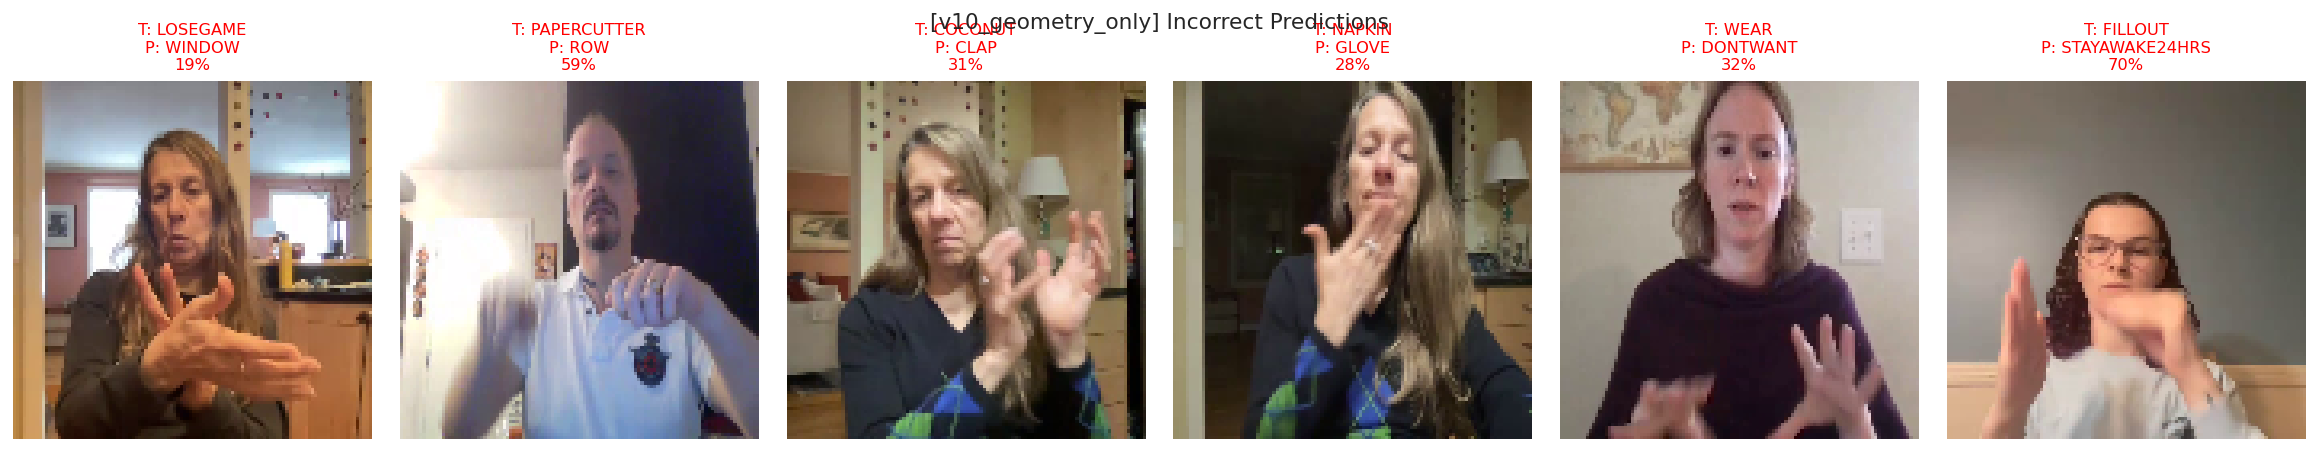 [v10_geometry_only] Incorrect Predictions
T: LOSEGAME
P: WINDOW
19%
T: PAPERCUTTER
P: ROW
59%
T: COCONUT
P: CLAP
31%
T: NAPKIN
P: GLOVE
28%
T: WEAR
P: DONTWANT
32%
T: FILLOUT
P: STAYAWAKE24HRS
70%